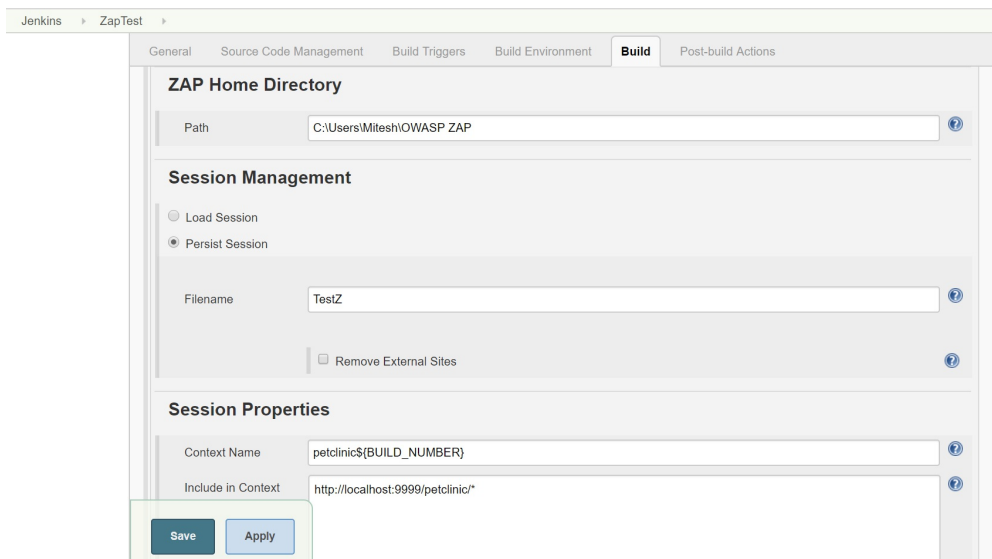 Jenkins ZapTest
General Source Code Management Build Triggers Build Environment Build Post-build Actions
ZAP Home Directory
Path C:\Users\Mitesh\OWASP ZAP
Session Management
Load Session
Persist Session
Filename TestZ
Remove External Sites
Session Properties
Context Name petclinic${BUILD_NUMBER}
Include in Context http://localhost:9999/petclinic/*
Save Apply